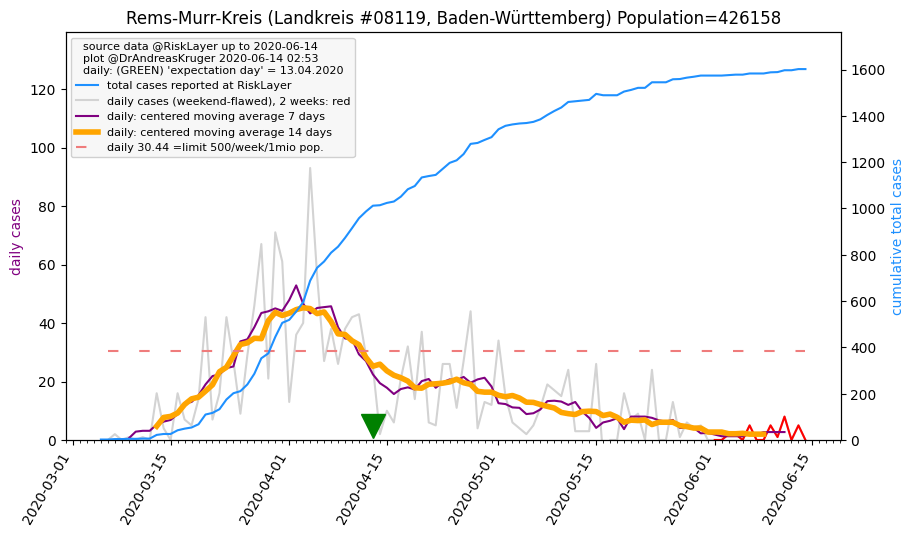 Rems-Murr-Kreis (Landkreis #08119, Baden-Württemberg) Population=426158
source data @RiskLayer up to 2020-06-14
plot @DrAndreasKruger 2020-06-14 02:53
daily: (GREEN) 'expectation day' = 13.04.2020
total cases reported at RiskLayer
daily cases (weekend-flawed), 2 weeks: red
daily: centered moving average 7 days
daily: centered moving average 14 days
daily 30.44 =limit 500/week/1mio pop.
daily cases
120
100
80
60
40
20
0
cumulative total cases
1600
1400
1200
1000
800
600
400
200
0
2020-03-01
2020-03-15
2020-04-01
2020-04-15
2020-05-01
2020-05-15
2020-06-01
2020-06-15